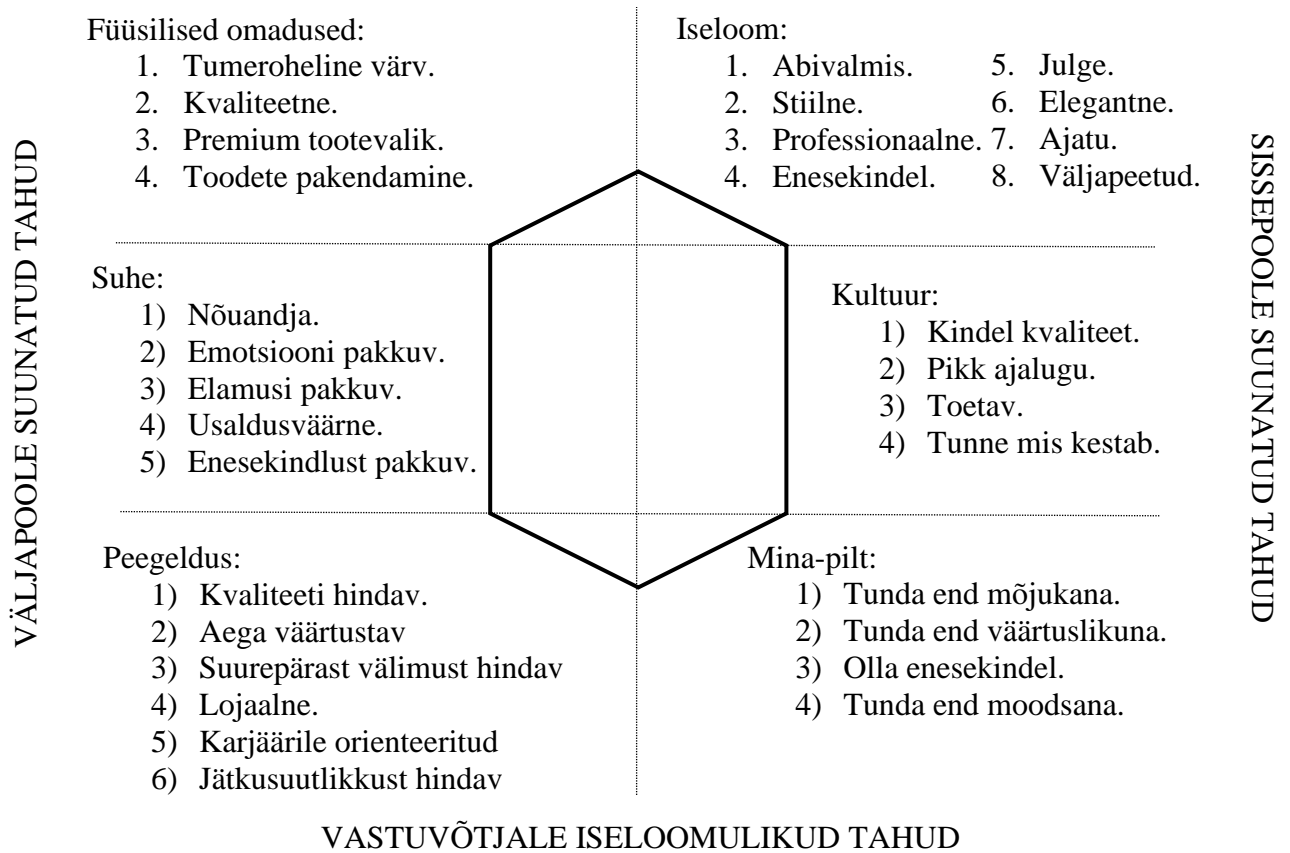 Füüsilised omadused:
1. Tumeroheline värv.
2. Kvaliteetne.
3. Premium tootevalik.
4. Toodete pakendamine.
Iseloom:
1. Abivalmis.
2. Stiilne.
3. Professionaalne.
4. Enesekindel.
5. Julge.
6. Elegantne.
7. Ajatu.
8. Väljapeetud.
VÄLJAPOOLE SUUNATUD TAHUD
SISSEPOOLE SUUNATUD TAHUD
Suhe:
1) Nõuandja.
2) Emotsiooni pakkuv.
3) Elamusi pakkuv.
4) Usaldusväärne.
5) Enesekindlust pakkuv.
Kultuur:
1) Kindel kvaliteet.
2) Pikk ajalugu.
3) Toetav.
4) Tunne mis kestab.
Peegeldus:
1) Kvaliteeti hindav.
2) Aega väärtustav
3) Suurepärast välimust hindav
4) Lojaalne.
5) Karjäärile orienteeritud
6) Jätkusuutlikkust hindav
Mina-pilt:
1) Tunda end mõjukana.
2) Tunda end väärtuslikuna.
3) Olla enesekindel.
4) Tunda end moodsana.
VASTUVÕTJALE ISELOOMULIKUD TAHUD